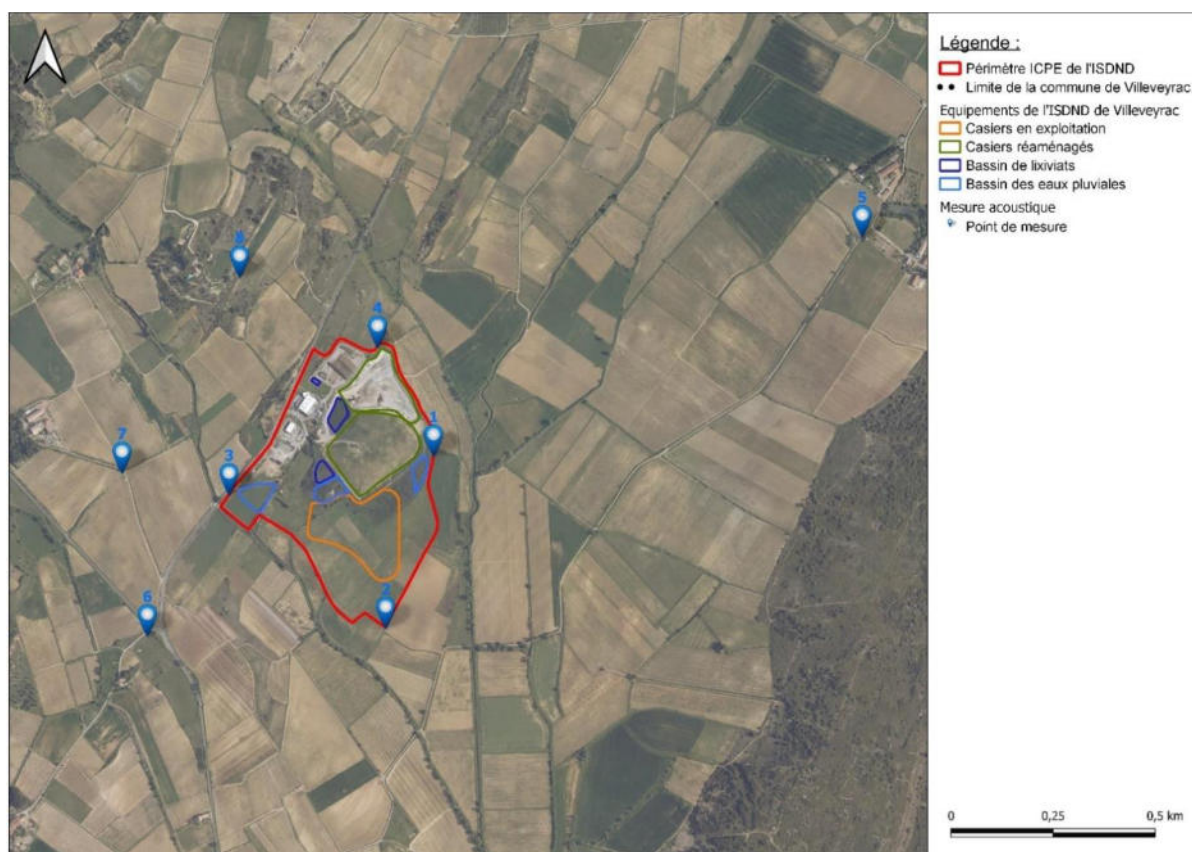 Légende :
Périmètre ICPE de l'ISDND
Limite de la commune de Villeveyrac
Equipements de l'ISDND de Villeveyrac
Casiers en exploitation
Casiers réaménagés
Bassin de lixiviats
Bassin des eaux pluviales
Mesure acoustique
Point de mesure
5
8
4
1
7
3
2
6
0 0,25 0,5 km